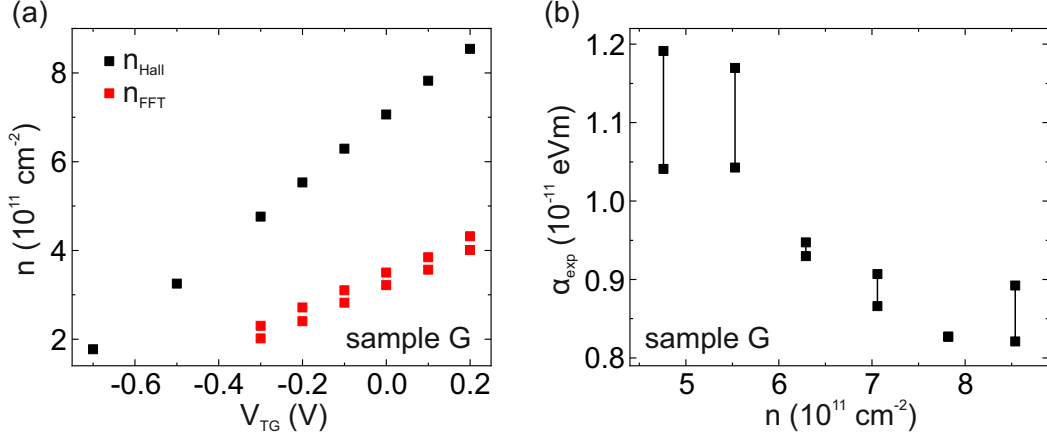 (a)
n_Hall
n_FFT
8
6
4
2
n (10^11 cm^-2)
-0.6
-0.4
-0.2
0.0
0.2
V_TG (V)
sample G
(b)
1.2
1.1
1.0
0.9
0.8
α_exp (10^-11 eVm)
5
6
7
8
n (10^11 cm^-2)
sample G